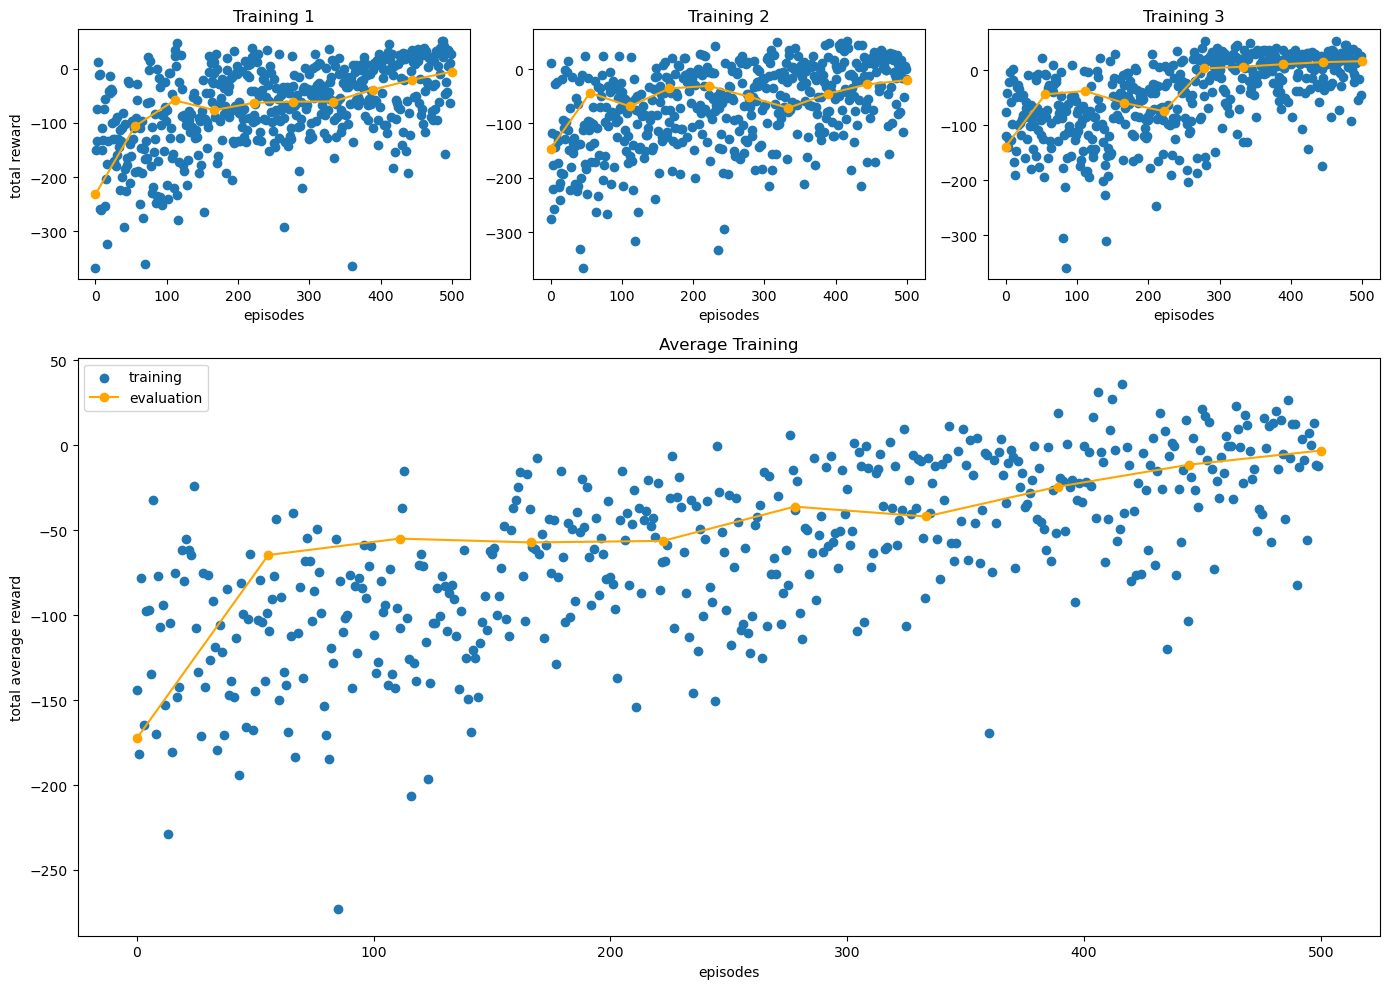 Training 1
Training 2
Training 3
total reward
0
−100
−200
−300
0 100 200 300 400 500
episodes
0
−100
−200
−300
0 100 200 300 400 500
episodes
0
−100
−200
−300
0 100 200 300 400 500
episodes
Average Training
training
evaluation
total average reward
50
0
−50
−100
−150
−200
−250
0 100 200 300 400 500
episodes